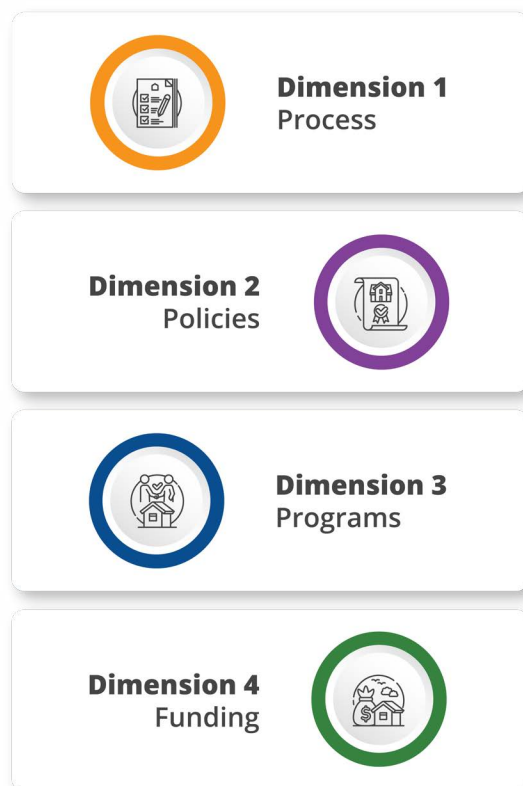 Dimension 1
Process
Dimension 2
Policies
Dimension 3
Programs
Dimension 4
Funding
$